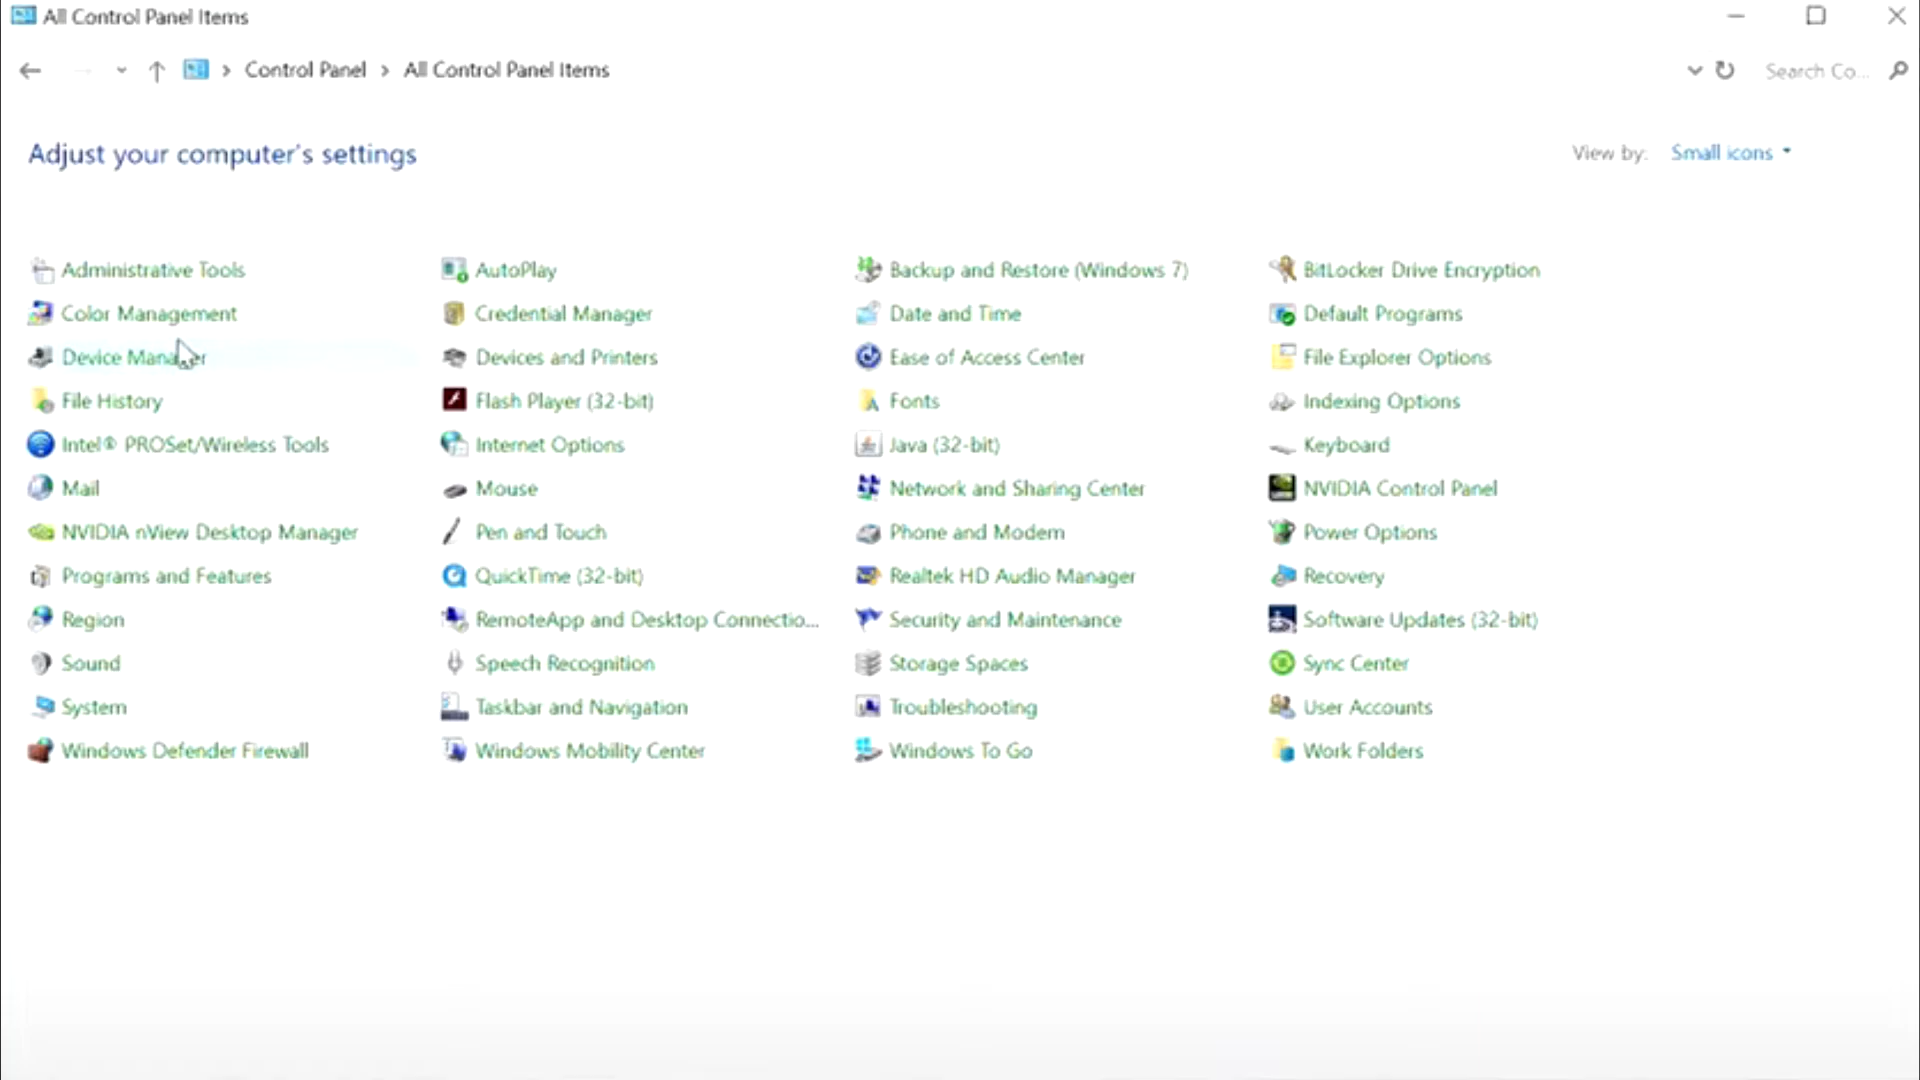 All Control Panel Items
Control Panel > All Control Panel Items
Search Co...
Adjust your computer's settings
View by: Small icons
Administrative Tools
AutoPlay
Backup and Restore (Windows 7)
BitLocker Drive Encryption
Color Management
Credential Manager
Date and Time
Default Programs
Device Manager
Devices and Printers
Ease of Access Center
File Explorer Options
File History
Flash Player (32-bit)
Fonts
Indexing Options
Intel® PROSet/Wireless Tools
Internet Options
Java (32-bit)
Keyboard
Mail
Mouse
Network and Sharing Center
NVIDIA Control Panel
NVIDIA nView Desktop Manager
Pen and Touch
Phone and Modem
Power Options
Programs and Features
QuickTime (32-bit)
Realtek HD Audio Manager
Recovery
Region
RemoteApp and Desktop Connectio...
Security and Maintenance
Software Updates (32-bit)
Sound
Speech Recognition
Storage Spaces
Sync Center
System
Taskbar and Navigation
Troubleshooting
User Accounts
Windows Defender Firewall
Windows Mobility Center
Windows To Go
Work Folders